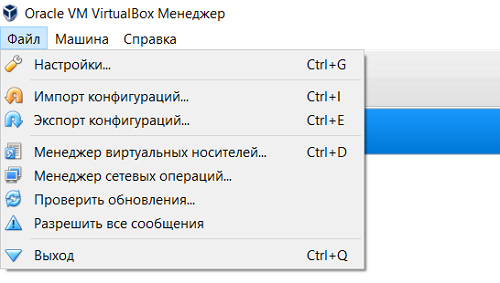 Oracle VM VirtualBox Менеджер
Файл Машина Справка
Настройки... Ctrl+G
Импорт конфигураций... Ctrl+I
Экспорт конфигураций... Ctrl+E
Менеджер виртуальных носителей... Ctrl+D
Менеджер сетевых операций...
Проверить обновления...
Разрешить все сообщения
Выход Ctrl+Q